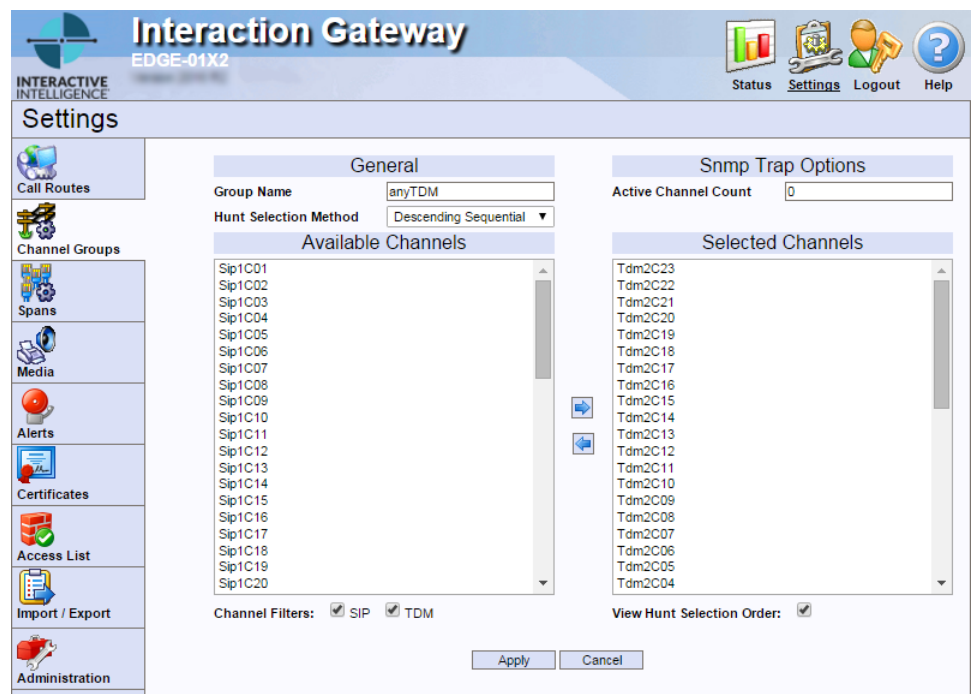 Interaction Gateway
EDGE-01X2
INTERACTIVE
INTELLIGENCE
Status Settings Logout Help
Settings
Call Routes
Channel Groups
Spans
Media
Alerts
Certificates
Access List
Import / Export
Administration
General
Group Name anyTDM
Hunt Selection Method Descending Sequential
Snmp Trap Options
Active Channel Count 0
Available Channels
Sip1C01
Sip1C02
Sip1C03
Sip1C04
Sip1C05
Sip1C06
Sip1C07
Sip1C08
Sip1C09
Sip1C10
Sip1C11
Sip1C12
Sip1C13
Sip1C14
Sip1C15
Sip1C16
Sip1C17
Sip1C18
Sip1C19
Sip1C20
Selected Channels
Tdm2C23
Tdm2C22
Tdm2C21
Tdm2C20
Tdm2C19
Tdm2C18
Tdm2C17
Tdm2C16
Tdm2C15
Tdm2C14
Tdm2C13
Tdm2C12
Tdm2C11
Tdm2C10
Tdm2C09
Tdm2C08
Tdm2C07
Tdm2C06
Tdm2C05
Tdm2C04
Channel Filters: SIP TDM
View Hunt Selection Order:
Apply Cancel